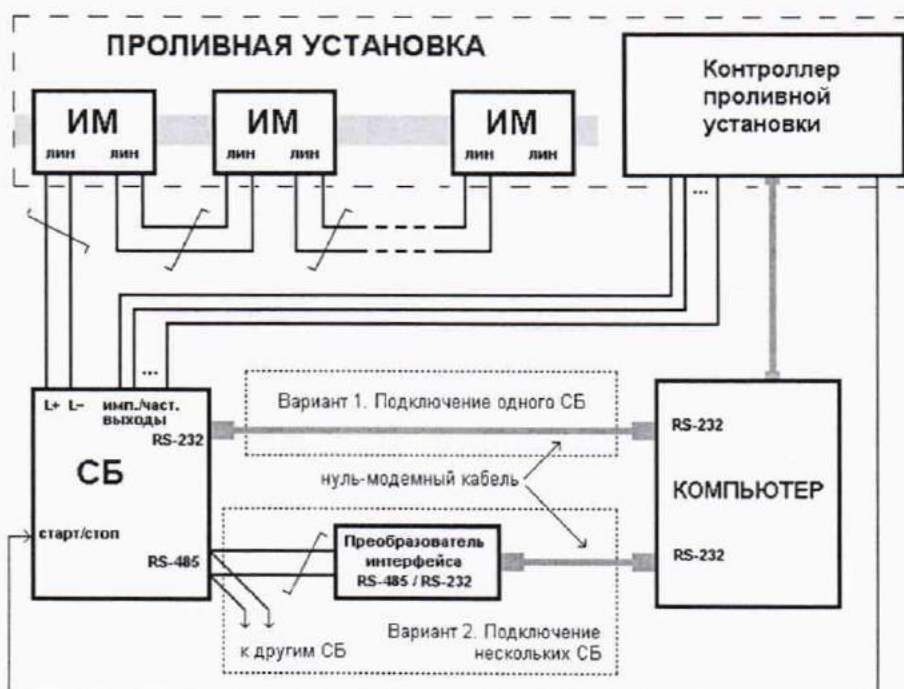 ПРОЛИВНАЯ УСТАНОВКА
ИМ
лин лин
ИМ
лин лин
ИМ
лин лин
Контроллер
проливной
установки
...
...
L+ L− имп./част.
выходы
RS-232
СБ
старт/стоп
RS-485
Вариант 1. Подключение одного СБ
нуль-модемный кабель
Преобразователь
интерфейса
RS-485 / RS-232
к другим СБ
Вариант 2. Подключение
нескольких СБ
RS-232
КОМПЬЮТЕР
RS-232